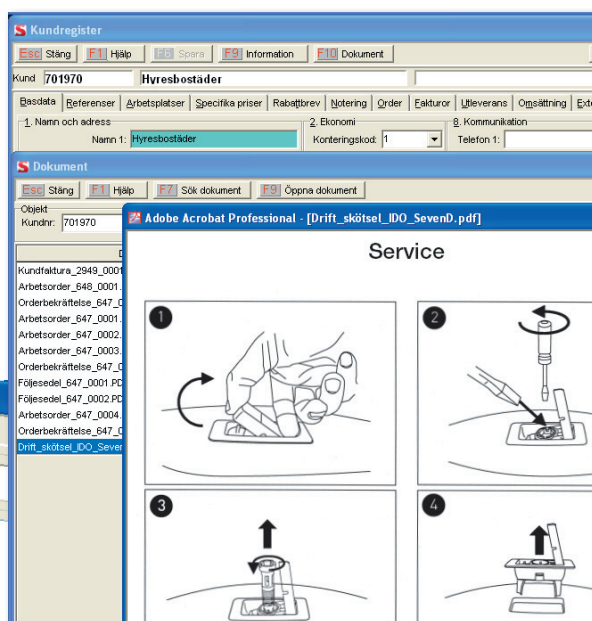 Kundregister
Esc Stäng F1 Hjälp F8 Spara F9 Information F10 Dokument
Kund 701970 Hyresbostäder
Basdata Referenser Arbetsplatser Specifika priser Rabattbrev Notering Order Fakturor Utleverans Omsättning Exte
1. Namn och adress 2. Ekonomi 8. Kommunikation
Namn 1: Hyresbostäder Konteringskod: 1 Telefon 1:
Dokument
Esc Stäng F1 Hjälp F7 Sök dokument F9 Öppna dokument
Objekt
Kundnr: 701970
Adobe Acrobat Professional - [Drift_skötsel_IDO_SevenD.pdf]
Service
D
Kundfaktura_2949_0001
Arbetsorder_648_0001.
Orderbekräftelse_647_0
Arbetsorder_647_0001.
Arbetsorder_647_0002.
Arbetsorder_647_0003.
Orderbekräftelse_647_0
Följesedel_647_0001.PD
Följesedel_647_0002.PD
Arbetsorder_647_0004.
Orderbekräftelse_647_0
Drift_skötsel_IDO_Seven
1 2
3 4